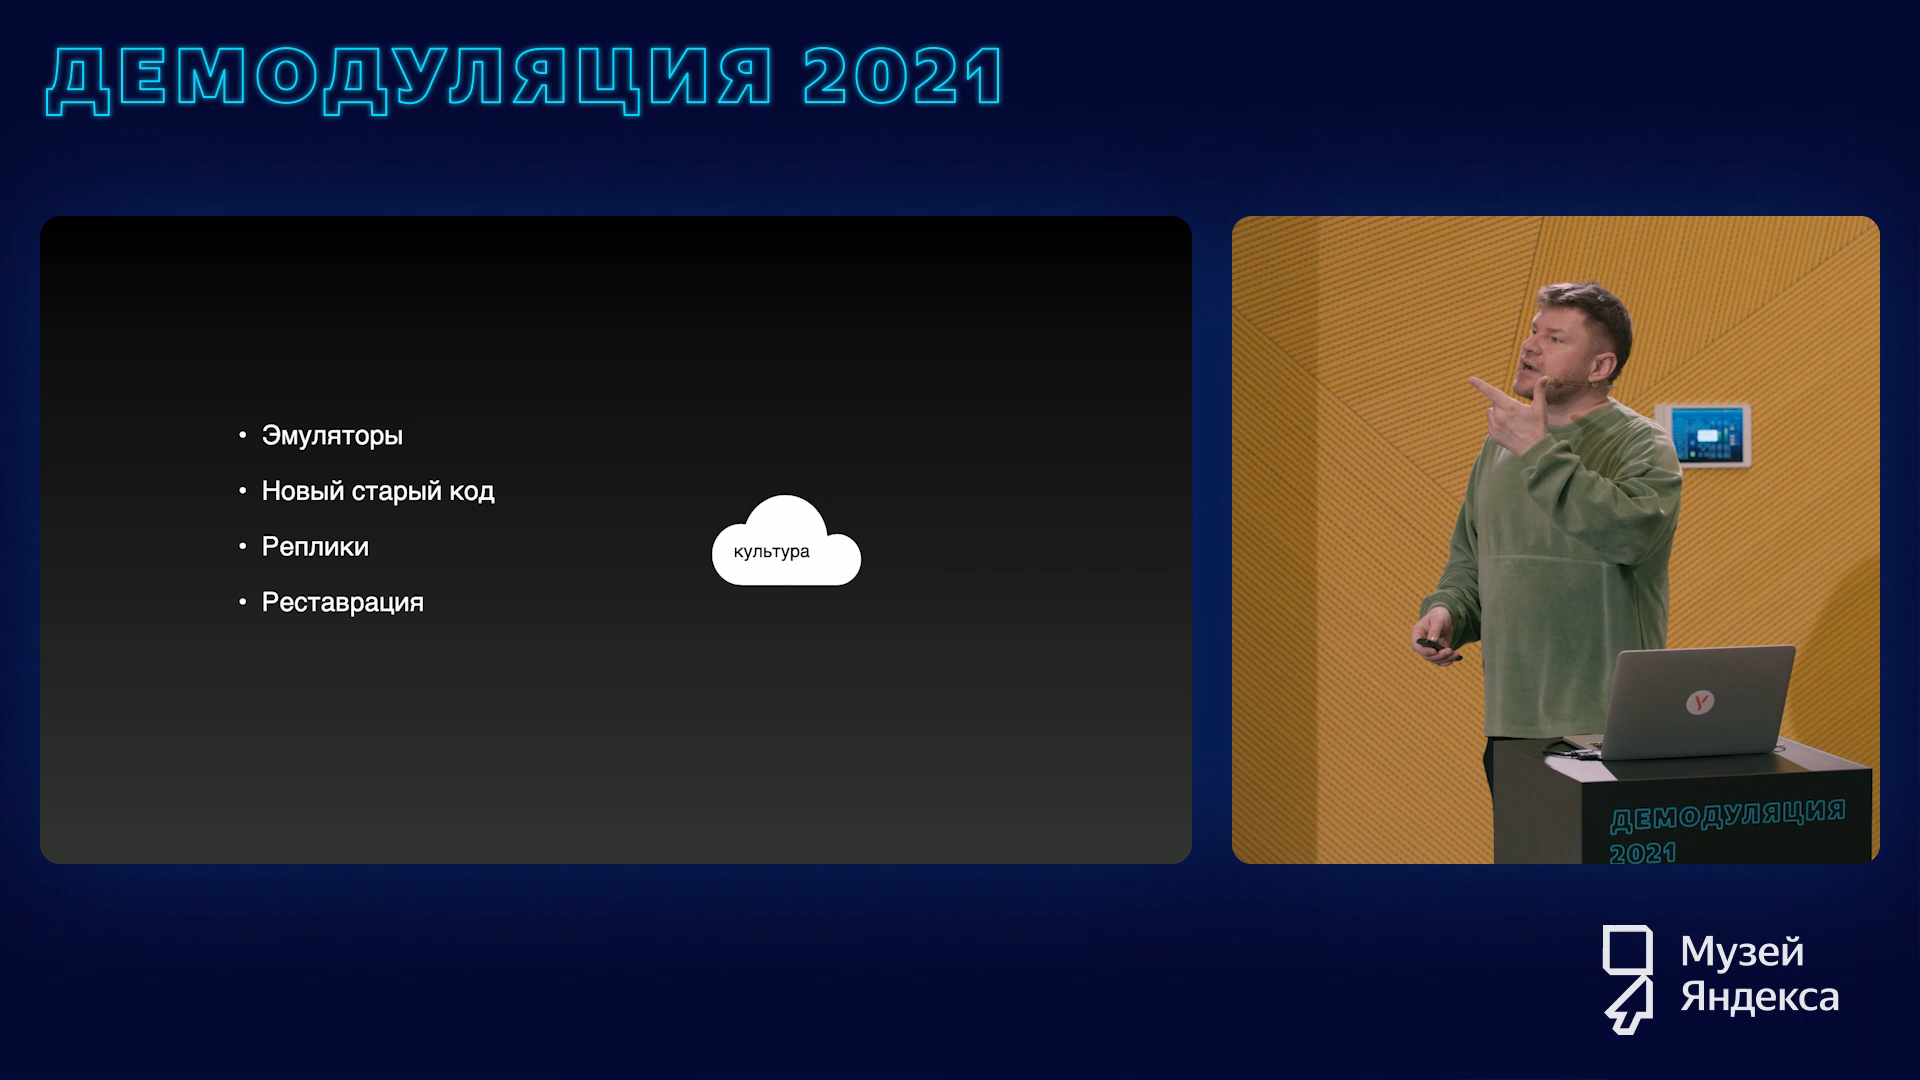 ДЕМОДУЛЯЦИЯ 2021
• Эмуляторы
• Новый старый код
• Реплики
• Реставрация
культура
ДЕМОДУЛЯЦИЯ
2021
Музей
Яндекса